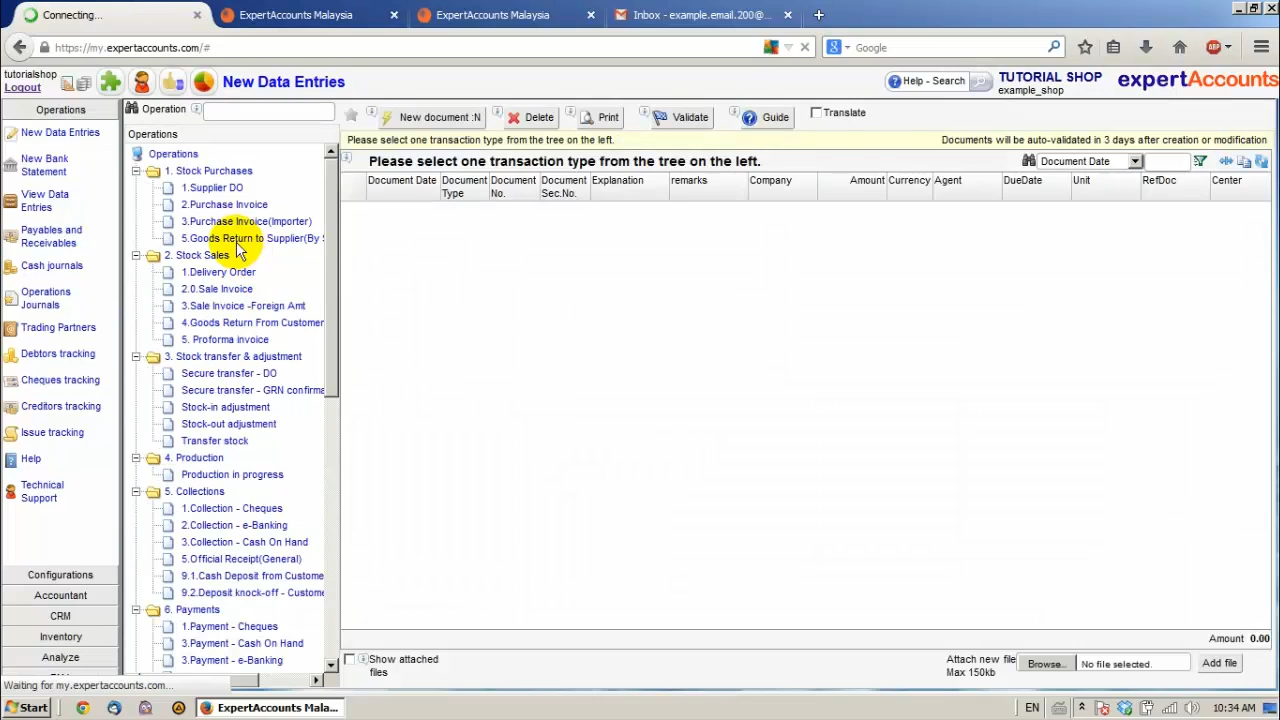 Connecting...
ExpertAccounts Malaysia
ExpertAccounts Malaysia
Inbox - example.email.200@...
https://my.expertaccounts.com/#
Google
tutorialshop
Logout
New Data Entries
Help - Search
TUTORIAL SHOP
example_shop
expertAccounts
Operations
New Data Entries
New Bank
Statement
View Data
Entries
Payables and
Receivables
Cash journals
Operations
Journals
Trading Partners
Debtors tracking
Cheques tracking
Creditors tracking
Issue tracking
Help
Technical
Support
Configurations
Accountant
CRM
Inventory
Analyze
Operation
Operations
Operations
1. Stock Purchases
1.Supplier DO
2.Purchase Invoice
3.Purchase Invoice(Importer)
5.Goods Return to Supplier(By S
2. Stock Sales
1.Delivery Order
2.0.Sale Invoice
3.Sale Invoice -Foreign Amt
4.Goods Return From Customer
5. Proforma invoice
3. Stock transfer & adjustment
Secure transfer - DO
Secure transfer - GRN confirma
Stock-in adjustment
Stock-out adjustment
Transfer stock
4. Production
Production in progress
5. Collections
1.Collection - Cheques
2.Collection - e-Banking
3.Collection - Cash On Hand
5.Official Receipt(General)
9.1.Cash Deposit from Custome
9.2.Deposit knock-off - Custome
6. Payments
1.Payment - Cheques
3.Payment - Cash On Hand
3.Payment - e-Banking
New document :N
Delete
Print
Validate
Guide
Translate
Please select one transaction type from the tree on the left.
Documents will be auto-validated in 3 days after creation or modification
Please select one transaction type from the tree on the left.
Document Date
Document Date
Document Type
Document No.
Document Sec.No.
Explanation
remarks
Company
Amount
Currency
Agent
DueDate
Unit
RefDoc
Center
Amount 0.00
Show attached
files
Attach new file
Max 150kb
Browse...
No file selected.
Add file
Waiting for my.expertaccounts.com...
Start
ExpertAccounts Mala...
EN
10:34 AM